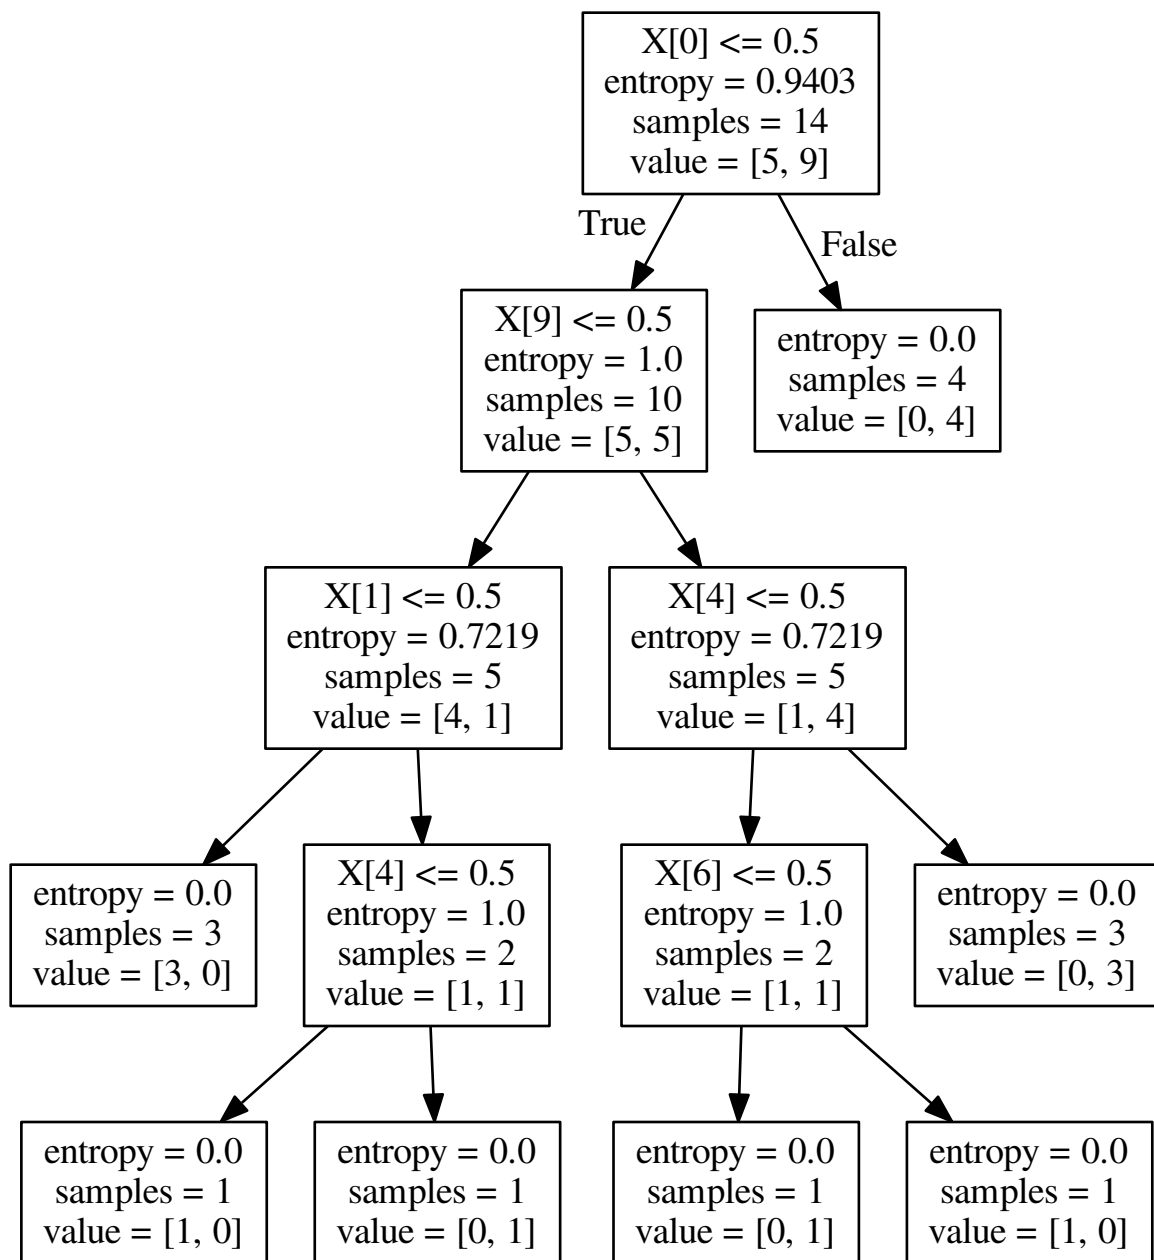 X[0] <= 0.5
entropy = 0.9403
samples = 14
value = [5, 9]
True
False
X[9] <= 0.5
entropy = 1.0
samples = 10
value = [5, 5]
entropy = 0.0
samples = 4
value = [0, 4]
X[1] <= 0.5
entropy = 0.7219
samples = 5
value = [4, 1]
X[4] <= 0.5
entropy = 0.7219
samples = 5
value = [1, 4]
entropy = 0.0
samples = 3
value = [3, 0]
X[4] <= 0.5
entropy = 1.0
samples = 2
value = [1, 1]
X[6] <= 0.5
entropy = 1.0
samples = 2
value = [1, 1]
entropy = 0.0
samples = 3
value = [0, 3]
entropy = 0.0
samples = 1
value = [1, 0]
entropy = 0.0
samples = 1
value = [0, 1]
entropy = 0.0
samples = 1
value = [0, 1]
entropy = 0.0
samples = 1
value = [1, 0]